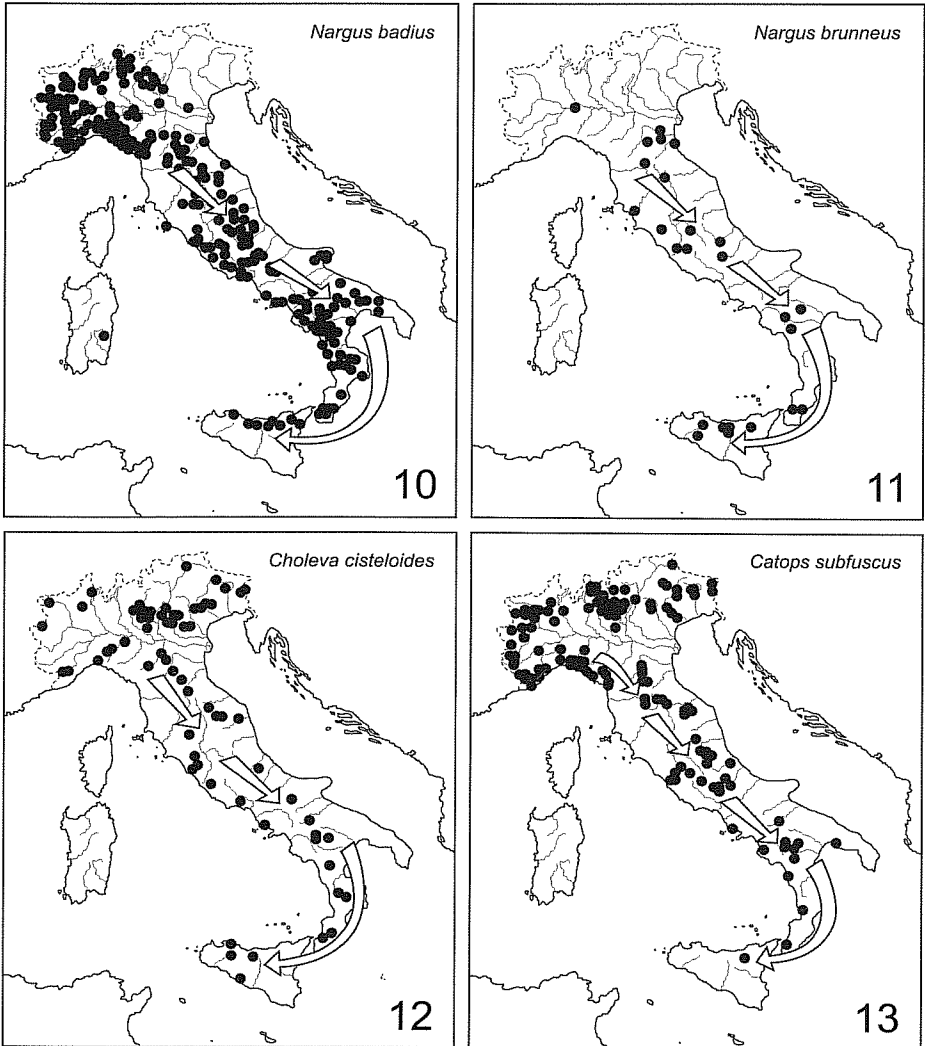 Nargus badius
10
Nargus brunneus
11
Choleva cisteloides
12
Catops subfuscus
13